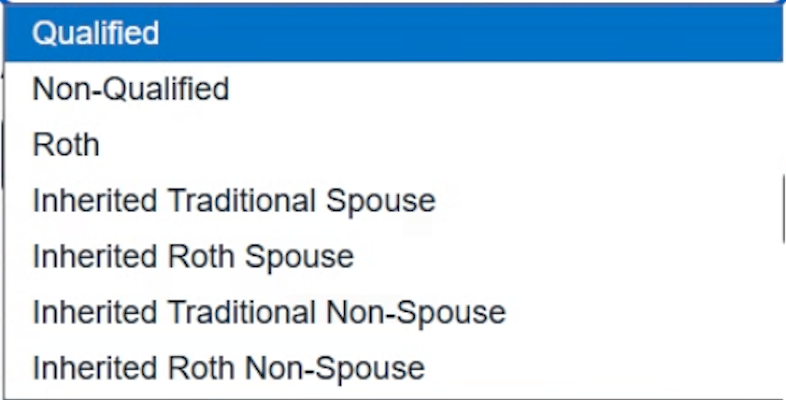 Qualified
Non-Qualified
Roth
Inherited Traditional Spouse
Inherited Roth Spouse
Inherited Traditional Non-Spouse
Inherited Roth Non-Spouse